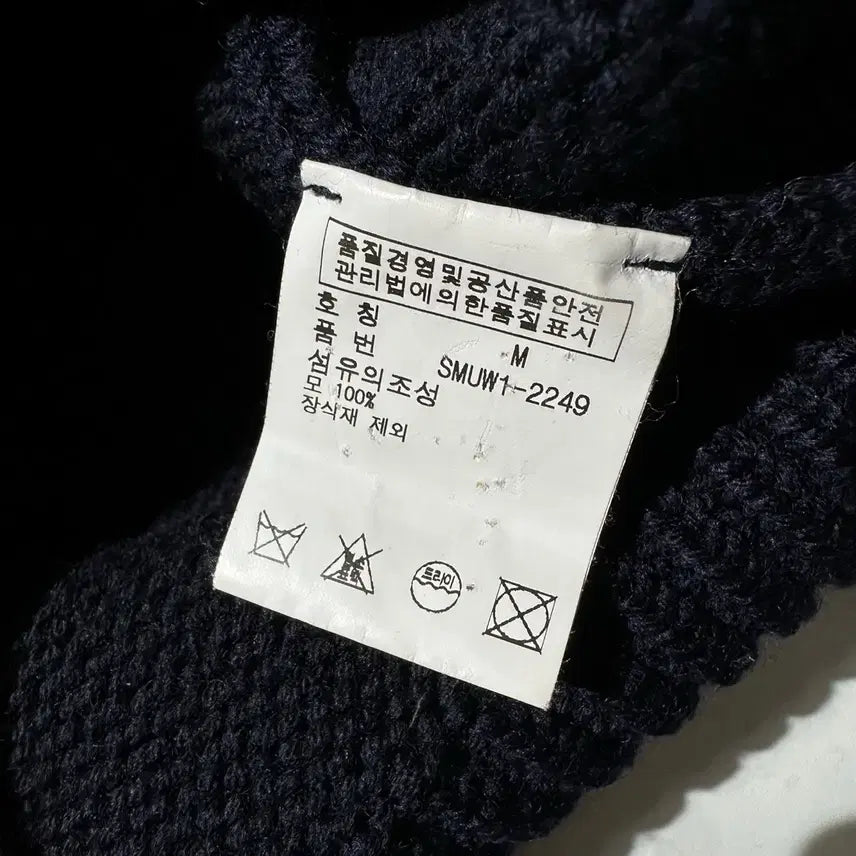 품질경영및공산품안전
관리법에의한품질표시
호 칭 M
품 번 SMUW1-2249
섬유의조성
모 100%
장식재 제외
드라이